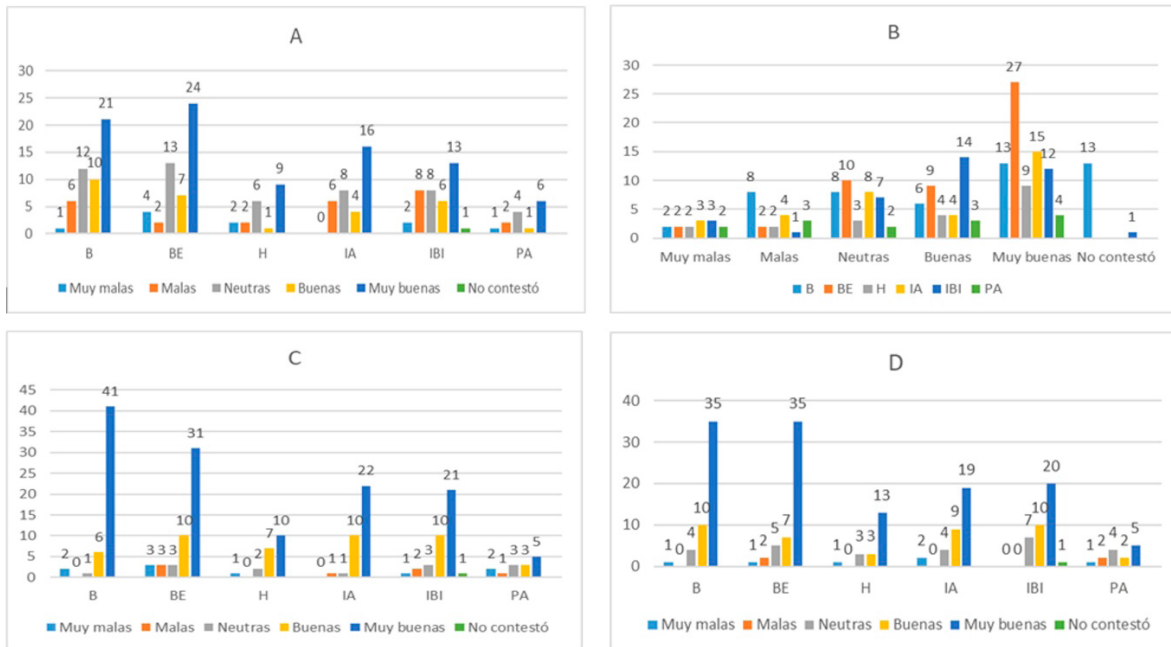 A
30
25
20
15
10
5
0
1 6 12 10 21
4 2 13 7 24
2 2 6 1 9
0 6 8 4 16
2 8 8 6 13 1
1 2 4 1 6
B BE H IA IBI PA
Muy malas Malas Neutras Buenas Muy buenas No contestó
B
30
25
20
15
10
5
0
2 2 2 3 3 2
8 2 2 4 1 3
8 10 3 8 7 2
6 9 4 4 14 3
13 27 9 15 12 4
13 1
Muy malas Malas Neutras Buenas Muy buenas No contestó
B BE H IA IBI PA
C
45
40
35
30
25
20
15
10
5
0
2 0 1 6 41
3 3 3 10 31
1 0 2 7 10
0 1 1 10 22
1 2 3 10 21 1
2 1 3 3 5
B BE H IA IBI PA
Muy malas Malas Neutras Buenas Muy buenas No contestó
D
40
30
20
10
0
1 0 4 10 35
1 2 5 7 35
1 0 3 3 13
2 0 4 9 19
0 0 7 10 20 1
1 2 4 2 5
B BE H IA IBI PA
Muy malas Malas Neutras Buenas Muy buenas No contestó